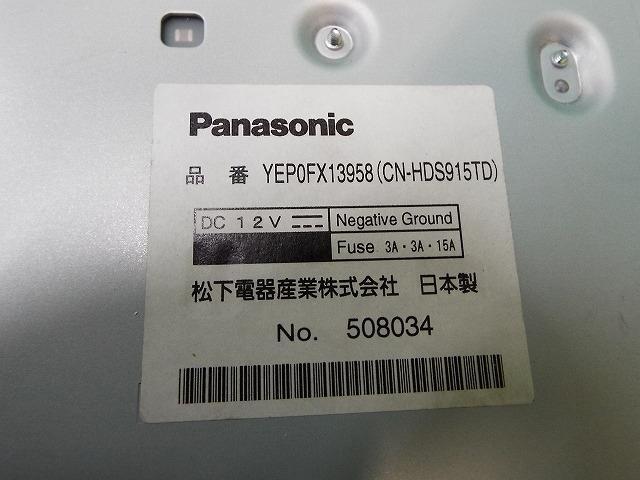 Panasonic
品 番 YEP0FX13958(CN-HDS915TD)
DC 12V Negative Ground
Fuse 3A・3A・15A
松下電器産業株式会社 日本製
No. 508034